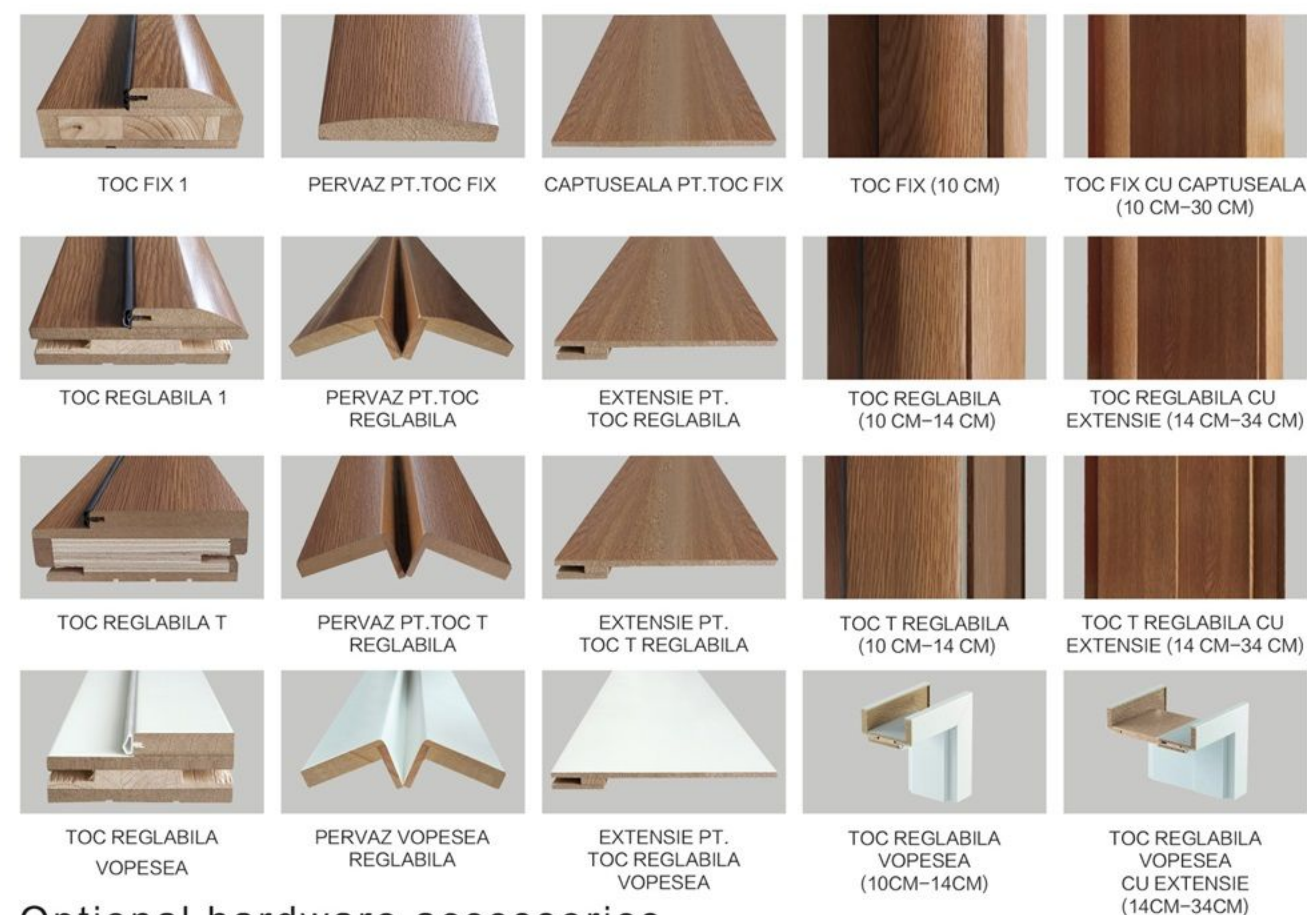 TOC FIX 1
PERVAZ PT.TOC FIX
CAPTUSEALA PT.TOC FIX
TOC FIX (10 CM)
TOC FIX CU CAPTUSEALA
(10 CM–30 CM)
TOC REGLABILA 1
PERVAZ PT.TOC
REGLABILA
EXTENSIE PT.
TOC REGLABILA
TOC REGLABILA
(10 CM–14 CM)
TOC REGLABILA CU
EXTENSIE (14 CM–34 CM)
TOC REGLABILA T
PERVAZ PT.TOC T
REGLABILA
EXTENSIE PT.
TOC T REGLABILA
TOC T REGLABILA
(10 CM–14 CM)
TOC T REGLABILA CU
EXTENSIE (14 CM–34 CM)
TOC REGLABILA
VOPESEA
PERVAZ VOPESEA
REGLABILA
EXTENSIE PT.
TOC REGLABILA
VOPESEA
TOC REGLABILA
VOPESEA
(10CM–14CM)
TOC REGLABILA
VOPESEA
CU EXTENSIE
(14CM–34CM)
Optional hardware accessories